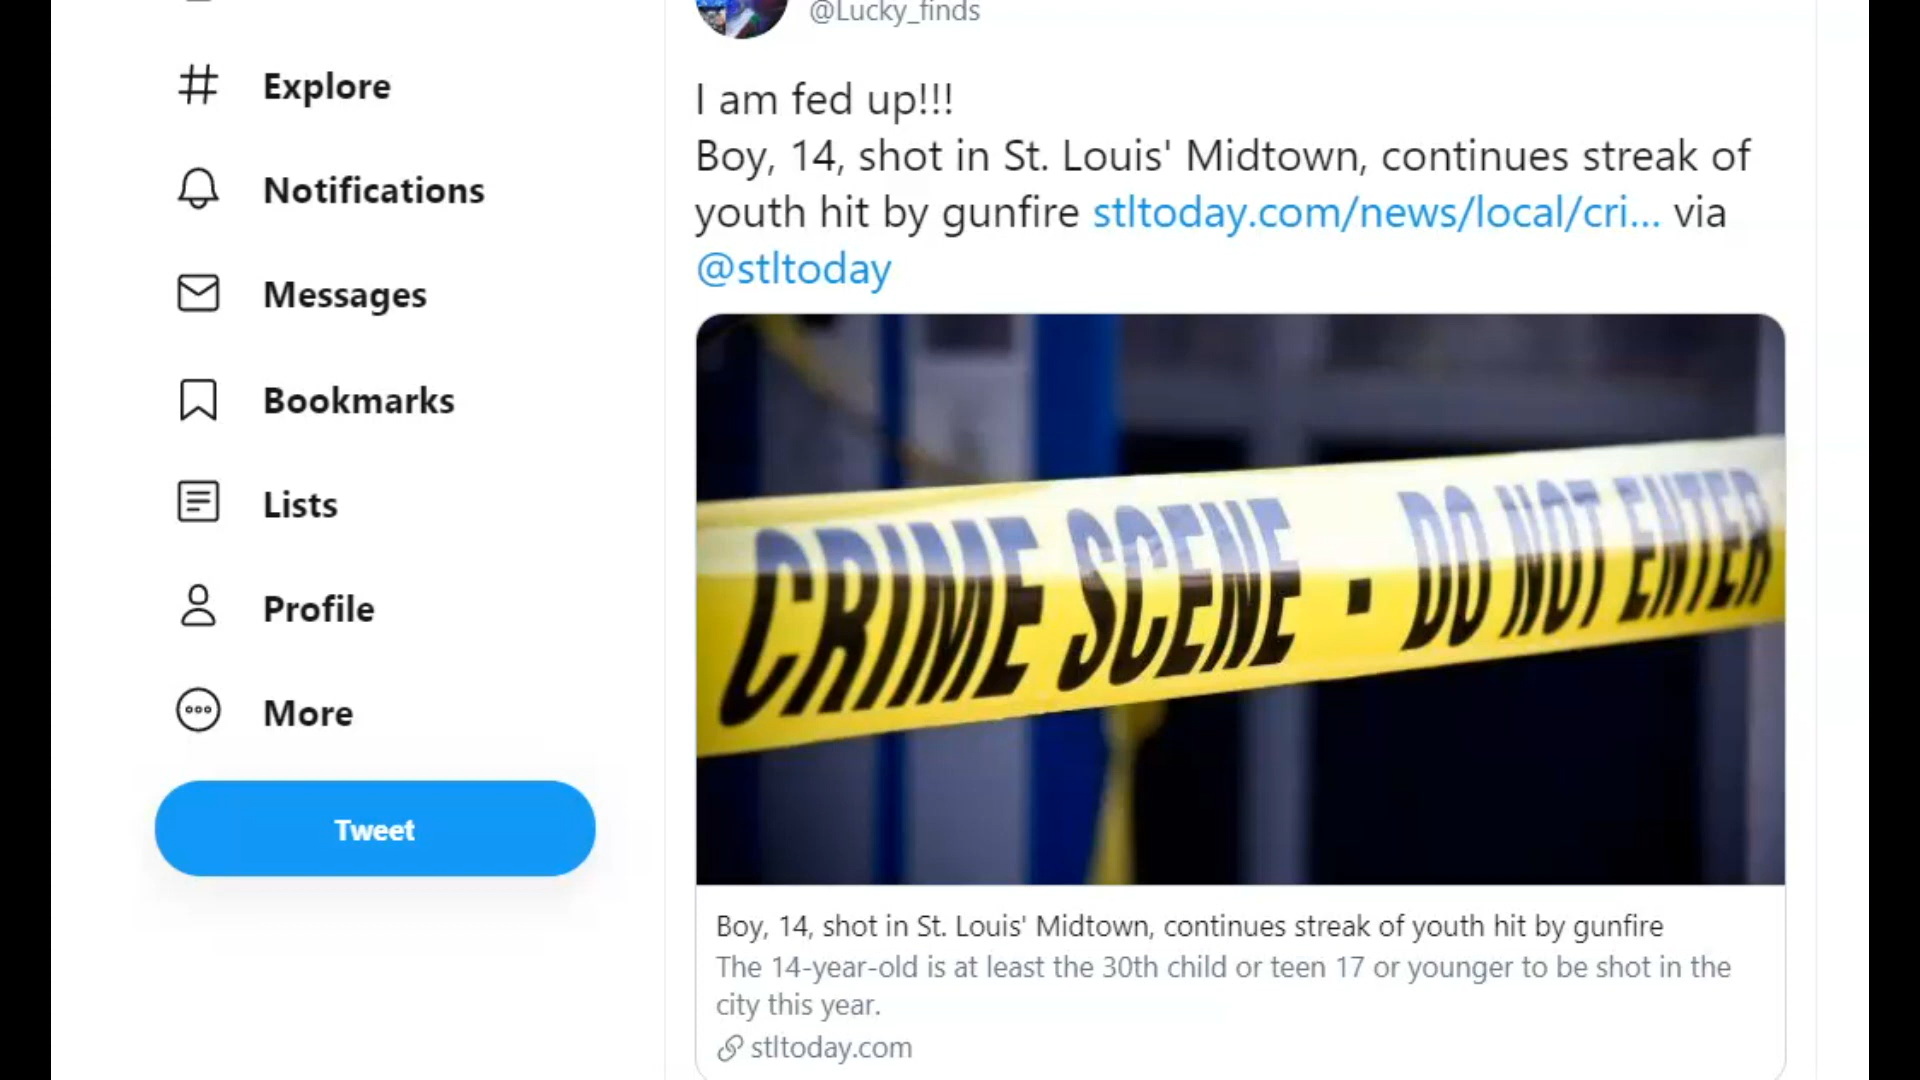 @Lucky_finds
Explore
Notifications
Messages
Bookmarks
Lists
Profile
More
Tweet
I am fed up!!!
Boy, 14, shot in St. Louis' Midtown, continues streak of
youth hit by gunfire stltoday.com/news/local/cri... via
@stltoday
CRIME SCENE - DO NOT ENTER
Boy, 14, shot in St. Louis' Midtown, continues streak of youth hit by gunfire
The 14-year-old is at least the 30th child or teen 17 or younger to be shot in the
city this year.
stltoday.com